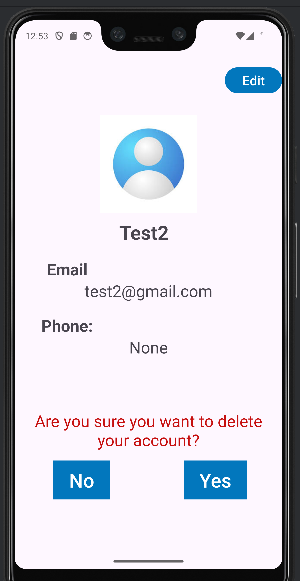 12:53
Edit
Test2
Email
test2@gmail.com
Phone:
None
Are you sure you want to delete
your account?
No
Yes